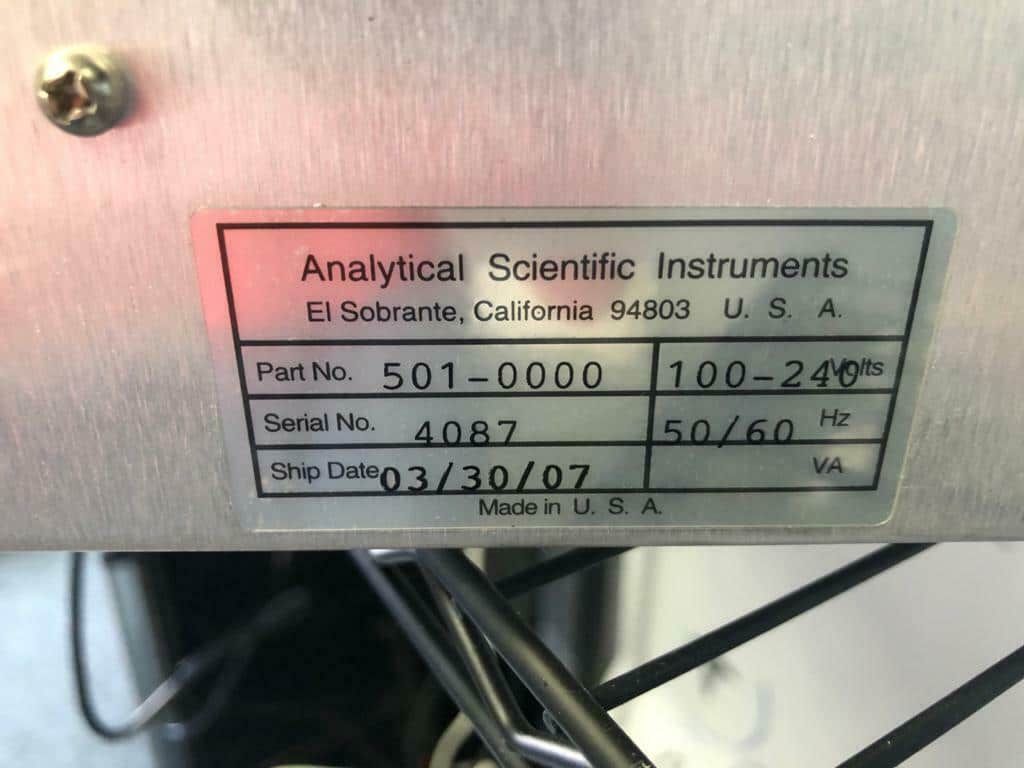 Analytical Scientific Instruments
El Sobrante, California 94803 U. S. A.
Part No. 501-0000 100-240 Volts
Serial No. 4087 50/60 Hz
Ship Date 03/30/07 VA
Made in U. S. A.